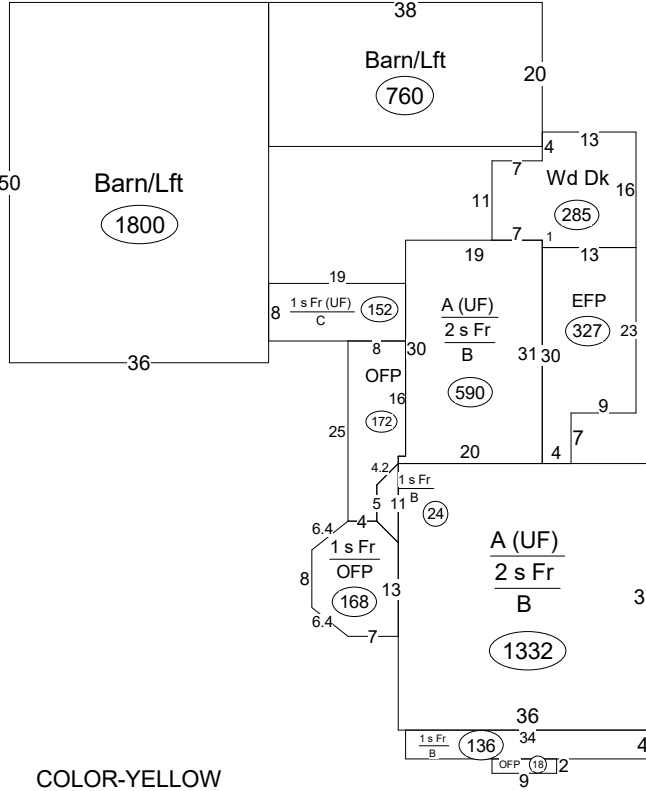 38
Barn/Lft
760
20
50
Barn/Lft
1800
36
13
4
7
Wd Dk
11
16
285
7
1
13
19
19
8
1 s Fr (UF)
C
152
A (UF)
2 s Fr
B
590
30
31
30
EFP
327
23
9
7
4
20
8
OFP
16
172
25
4.2
1 s Fr
B
24
5
11
4
6.4
1 s Fr
OFP
168
8
13
6.4
7
A (UF)
2 s Fr
B
1332
3
36
34
1 s Fr
B
136
4
OFP
18
2
9
COLOR-YELLOW